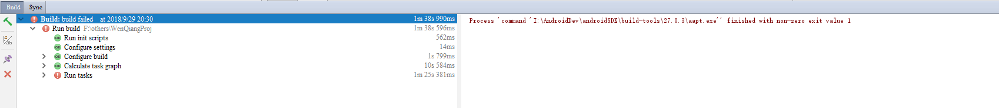 Build Sync
Build: build failed at 2018/9/29 20:30 1m 38s 990ms
Run build F:\others\WenQiangProj 1m 38s 596ms
Run init scripts 562ms
Configure settings 14ms
Configure build 1s 799ms
Calculate task graph 10s 584ms
Run tasks 1m 25s 381ms
Process 'command 'I:\AndroidDev\androidSDK\build-tools\27.0.3\aapt.exe'' finished with non-zero exit value 1